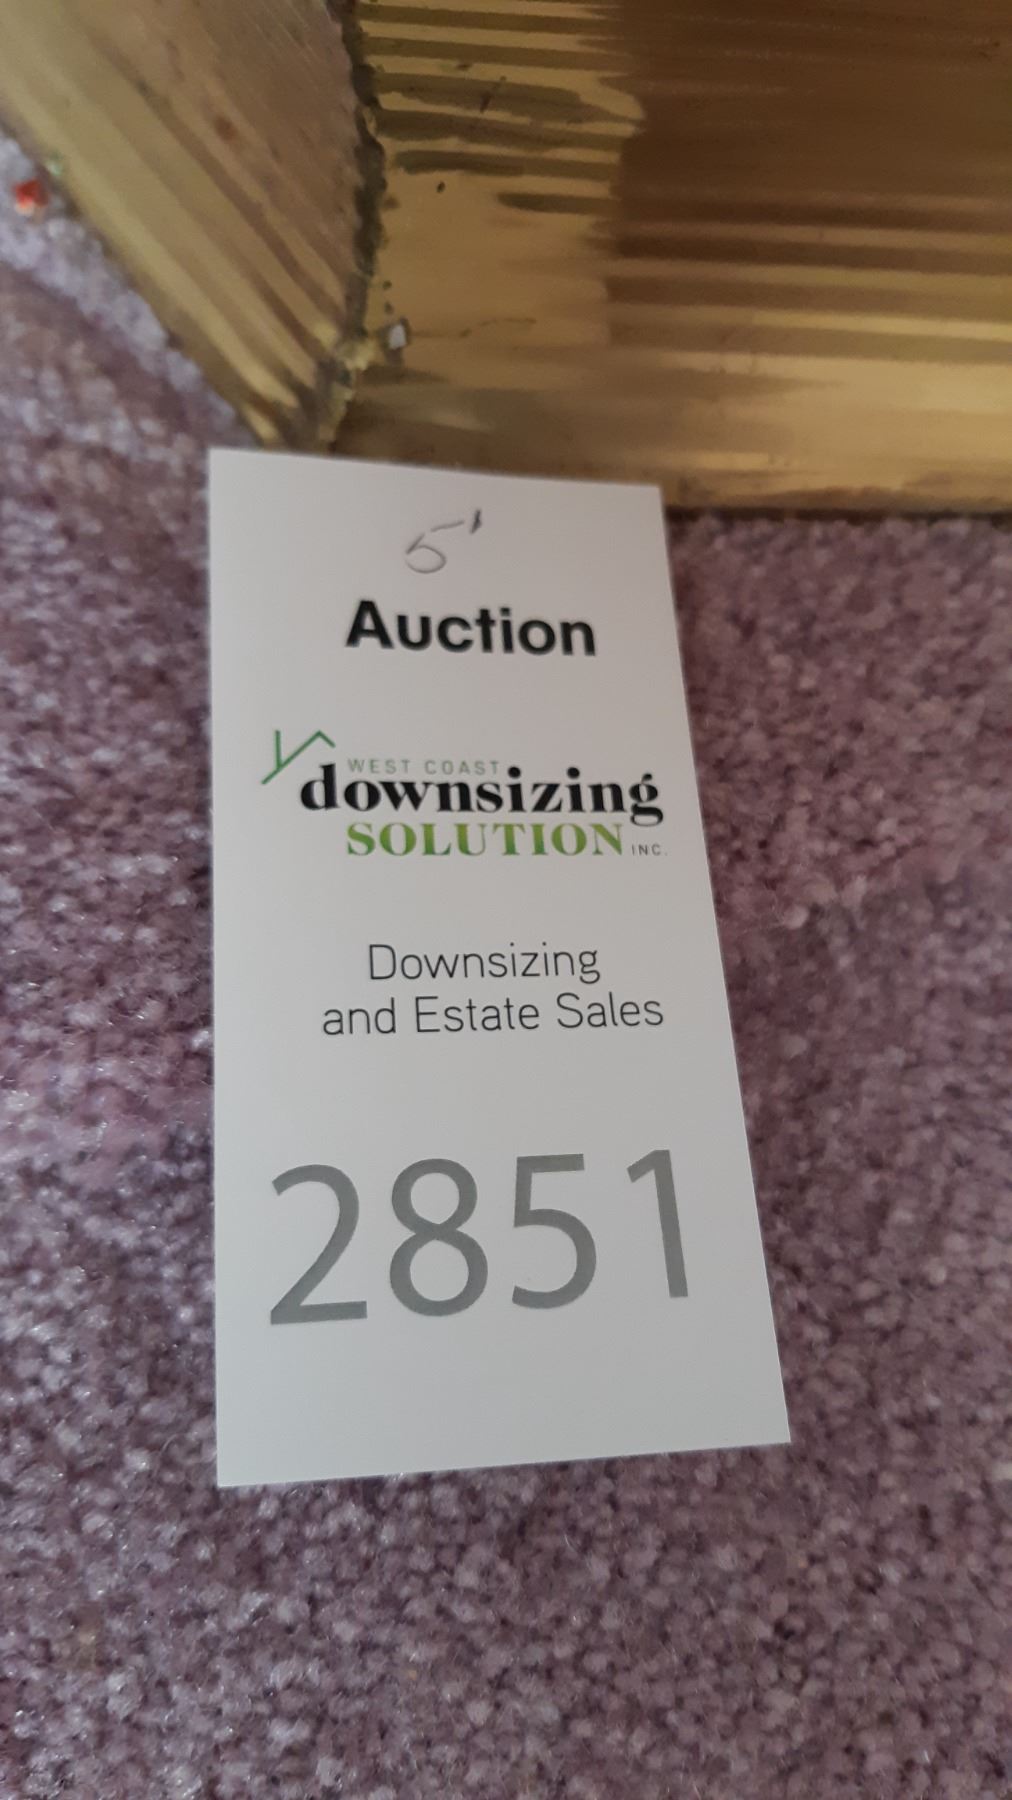 5'
Auction
WEST COAST
downsizing
SOLUTION INC.
Downsizing
and Estate Sales
2851